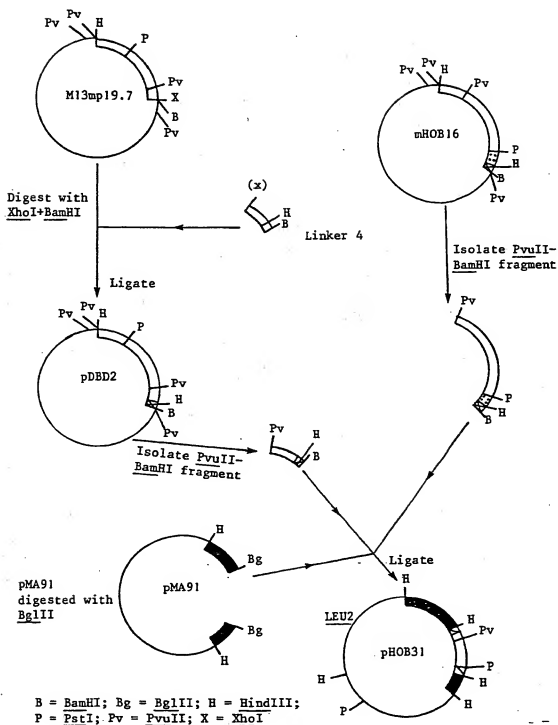 Pv
Pv
H
P
Pv
X
B
Pv
M13mp19.7
Pv
Pv
H
Pv
P
H
B
Pv
mHOB16
Digest with
XhoI+BamHI
(x)
H
B
Linker 4
Isolate PvuII-
BamHI fragment
Ligate
Pv
Pv
H
P
Pv
H
B
Pv
pDBD2
Pv
P
H
B
Isolate PvuII-
BamHI fragment
Pv
H
B
Ligate
pMA91
digested with
BglII
H
Bg
pMA91
Bg
H
LEU2
H
H
Pv
P
H
H
P
pHOB31
B = BamHI; Bg = BglII; H = HindIII;
P = PstI; Pv = PvuII; X = XhoI